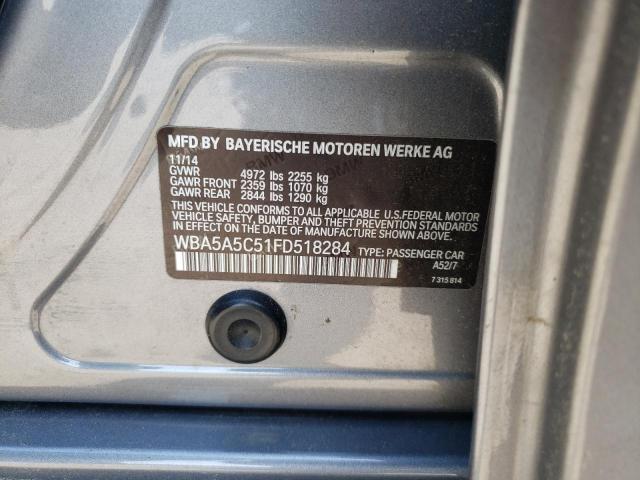 MFD BY BAYERISCHE MOTOREN WERKE AG
11/14
GVWR 4972 lbs 2255 kg
GAWR FRONT 2359 lbs 1070 kg
GAWR REAR 2844 lbs 1290 kg
THIS VEHICLE CONFORMS TO ALL APPLICABLE U.S.FEDERAL MOTOR
VEHICLE SAFETY, BUMPER AND THEFT PREVENTION STANDARDS
IN EFFECT ON THE DATE OF MANUFACTURE SHOWN ABOVE.
WBA5A5C51FD518284 TYPE: PASSENGER CAR
A52/7
7 315 814